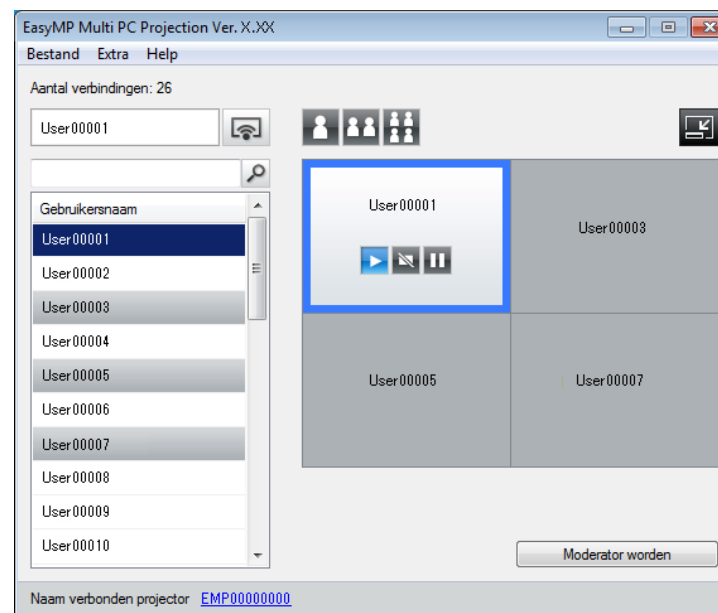 EasyMP Multi PC Projection Ver. X.XX
Bestand Extra Help
Aantal verbindingen: 26
User00001
Gebruikersnaam
User00001
User00002
User00003
User00004
User00005
User00006
User00007
User00008
User00009
User00010
User00001
User00003
User00005
User00007
Moderator worden
Naam verbonden projector EMP00000000